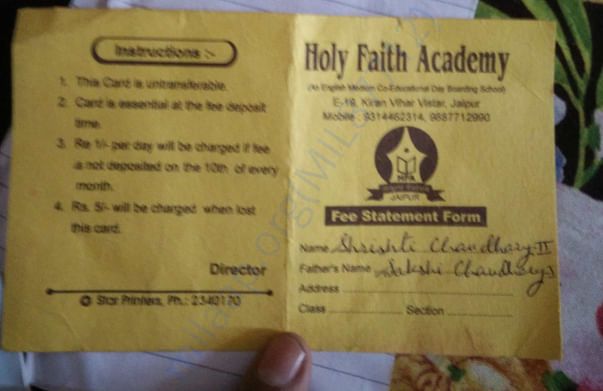 Instructions :-
1. This Card is untransferable.
2. Card is essential at the fee deposit
time.
3. Re 1/- per day will be charged if fee
is not deposited on the 10th of every
month.
4. Rs. 5/- will be charged when lost
this card.
Director
Star Printers, Ph.: 2340120
Holy Faith Academy
(An English Medium Co-Educational Day Boarding School)
E-19, Kiran Vihar Vistar, Jaipur
Mobile : 9314462314, 9887712990
HFA
JAIPUR
Fee Statement Form
Name Shrishti Chaudhary II
Father's Name Sakshi Chaudhary
Address
Class Section